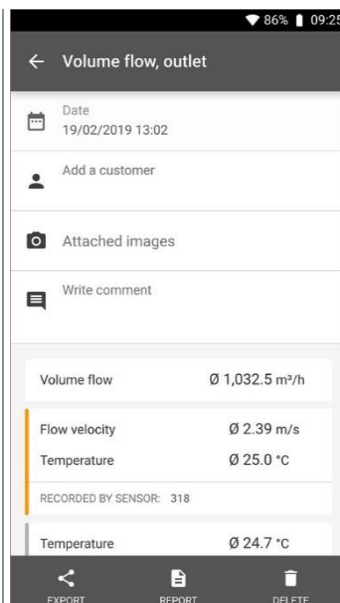 86% 09:25
Volume flow, outlet
Date
19/02/2019 13:02
Add a customer
Attached images
Write comment
Volume flow Ø 1,032.5 m³/h
Flow velocity Ø 2.39 m/s
Temperature Ø 25.0 °C
RECORDED BY SENSOR: 318
Temperature Ø 24.7 °C
EXPORT REPORT DELETE